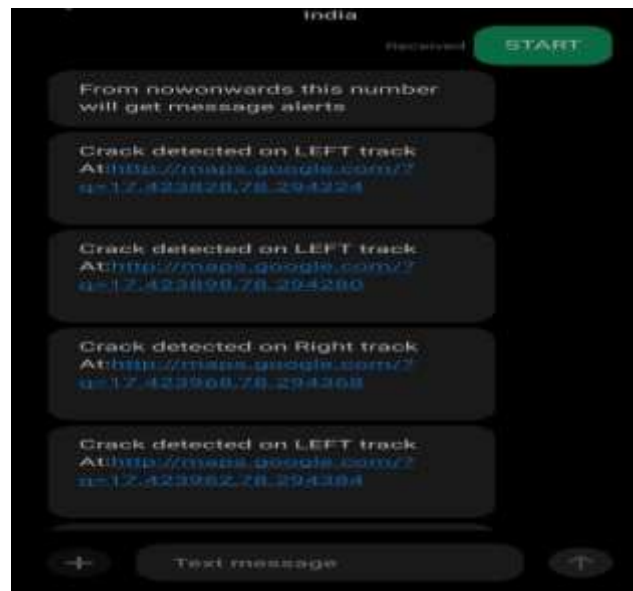 India
Received
START
From nowonwards this number
will get message alerts
Crack detected on LEFT track
At:http://maps.google.com/?
q=17.423828,78.294224
Crack detected on LEFT track
At:http://maps.google.com/?
q=17.423898,78.294280
Crack detected on Right track
At:http://maps.google.com/?
q=17.423968,78.294368
Crack detected on LEFT track
At:http://maps.google.com/?
q=17.423962,78.294384
Text message